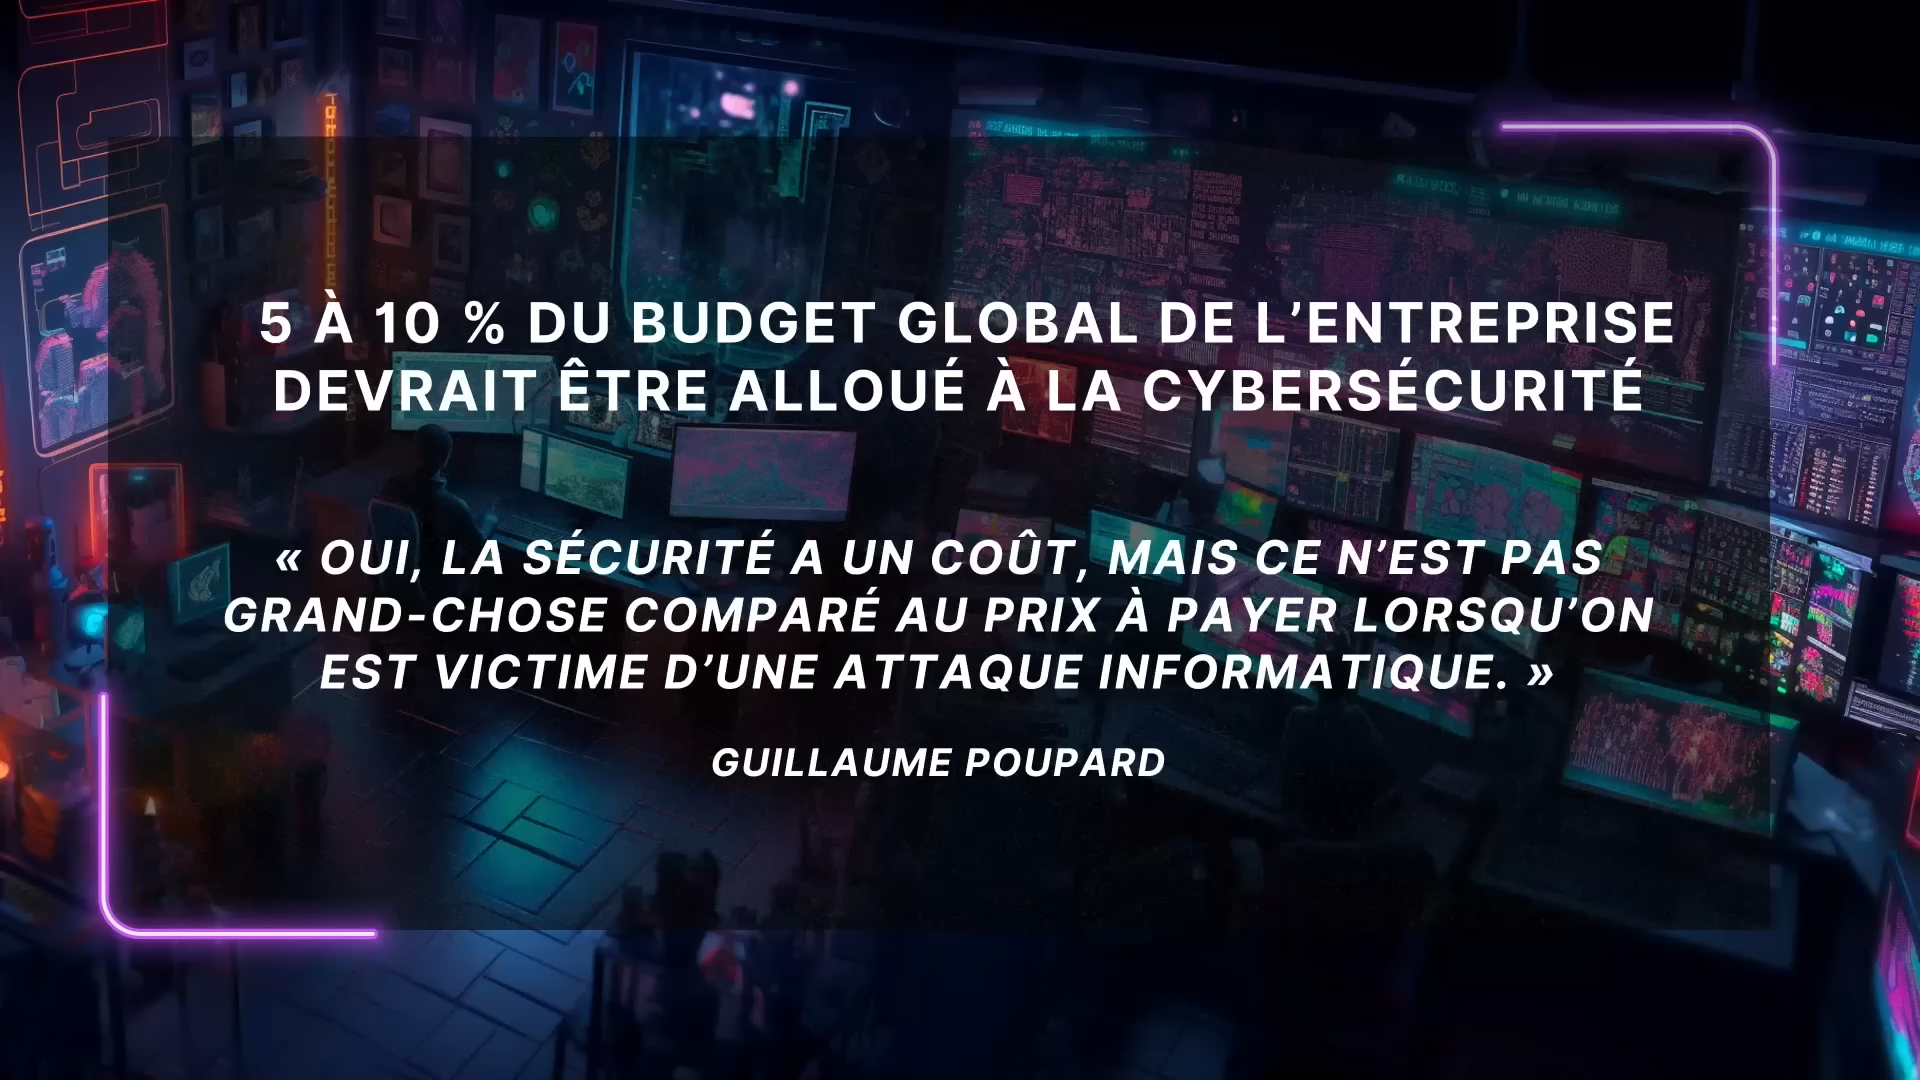 5 À 10 % DU BUDGET GLOBAL DE L’ENTREPRISE
DEVRAIT ÊTRE ALLOUÉ À LA CYBERSÉCURITÉ
« OUI, LA SÉCURITÉ A UN COÛT, MAIS CE N’EST PAS
GRAND-CHOSE COMPARÉ AU PRIX À PAYER LORSQU’ON
EST VICTIME D’UNE ATTAQUE INFORMATIQUE. »
GUILLAUME POUPARD